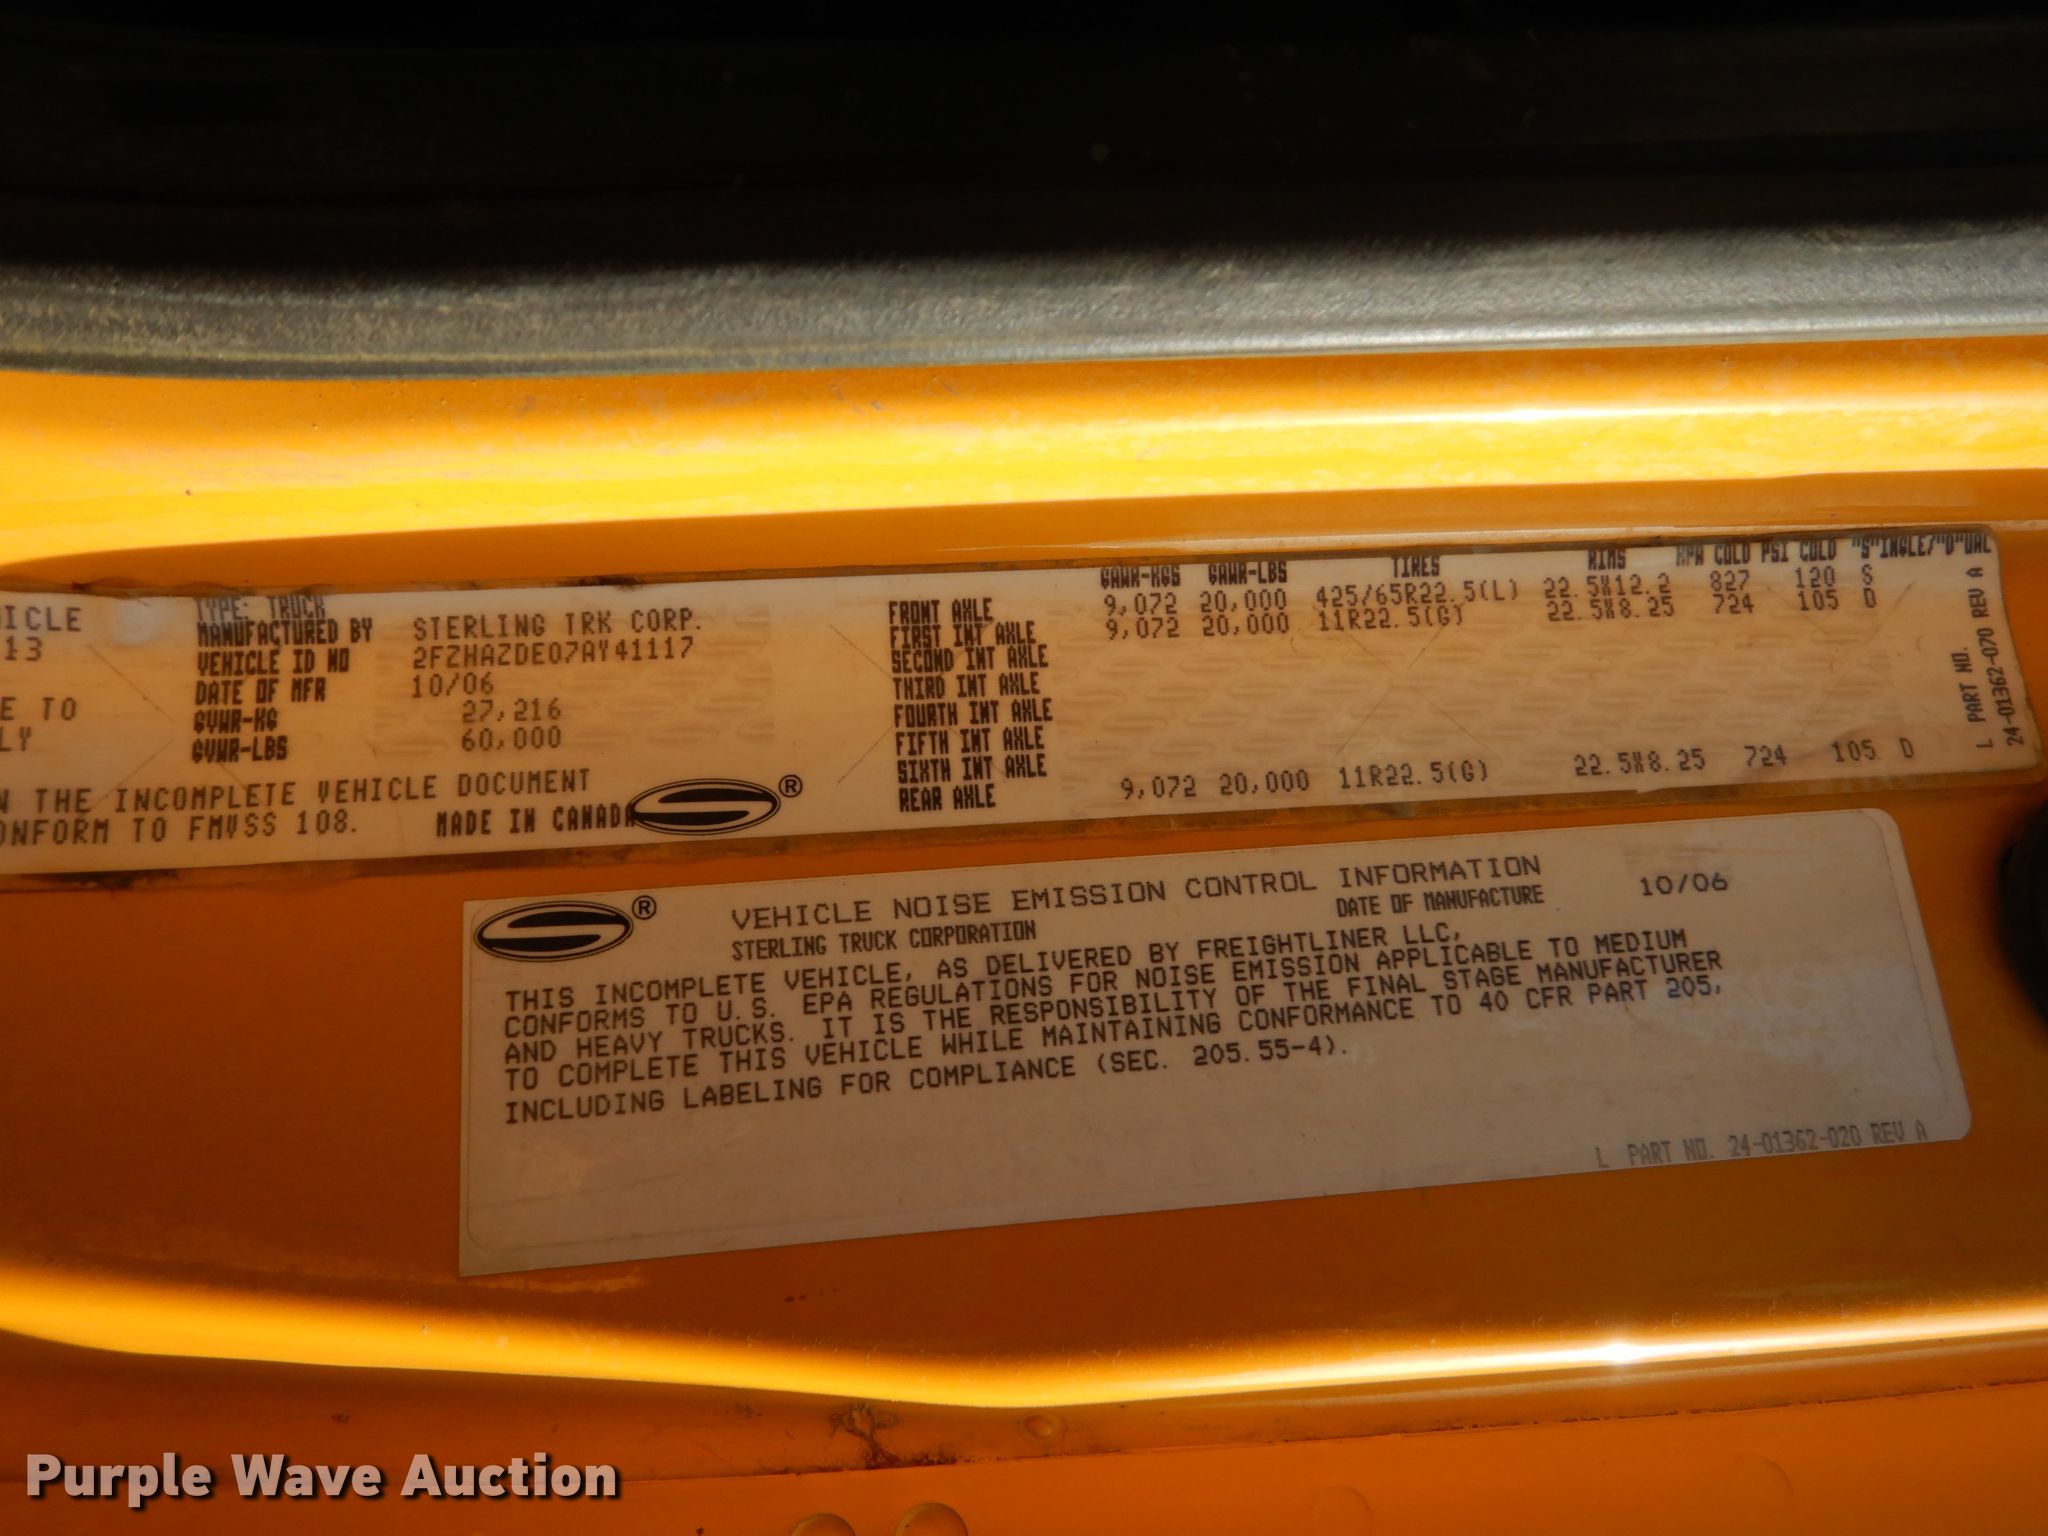 HICLE
13
E TO
LY
N THE INCOMPLETE VEHICLE DOCUMENT
ONFORM TO FMVSS 108.
MADE IN CANADA
®
TYPE: TRUCK
MANUFACTURED BY STERLING TRK CORP.
VEHICLE ID NO 2FZHAZDE07AY41117
DATE OF MFR 10/06
GVWR-KG 27,216
GVWR-LBS 60,000
GAWR-KGS GAWR-LBS TIRES RIMS KPA COLD PSI COLD "S"INGLE/"D"UAL
FRONT AXLE 9,072 20,000 425/65R22.5(L) 22.5X12.2 827 120 S
FIRST INT AXLE 9,072 20,000 11R22.5(G) 22.5X8.25 724 105 D
SECOND INT AXLE
THIRD INT AXLE
FOURTH INT AXLE
FIFTH INT AXLE
SIXTH INT AXLE
REAR AXLE 9,072 20,000 11R22.5(G) 22.5X8.25 724 105 D
L PART NO.
24-01362-070 REV A
®
VEHICLE NOISE EMISSION CONTROL INFORMATION
STERLING TRUCK CORPORATION DATE OF MANUFACTURE 10/06
THIS INCOMPLETE VEHICLE, AS DELIVERED BY FREIGHTLINER LLC,
CONFORMS TO U.S. EPA REGULATIONS FOR NOISE EMISSION APPLICABLE TO MEDIUM
AND HEAVY TRUCKS. IT IS THE RESPONSIBILITY OF THE FINAL STAGE MANUFACTURER
TO COMPLETE THIS VEHICLE WHILE MAINTAINING CONFORMANCE TO 40 CFR PART 205,
INCLUDING LABELING FOR COMPLIANCE (SEC. 205.55-4).
L PART NO. 24-01362-020 REV A
Purple Wave Auction